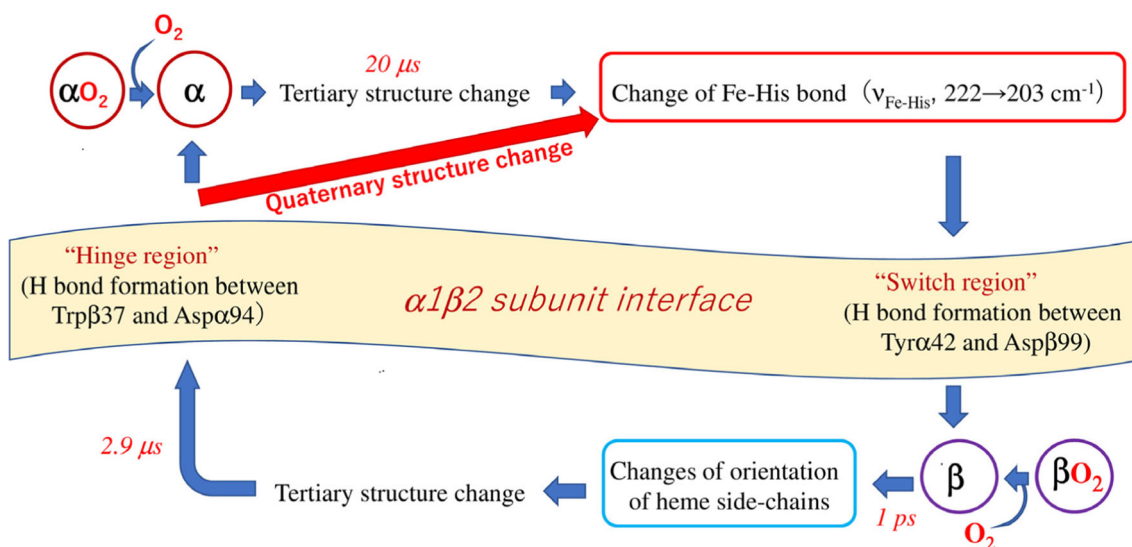 O₂
αO₂
α
Tertiary structure change
20 μs
Change of Fe-His bond (νFe-His, 222→203 cm⁻¹)
Quaternary structure change
“Hinge region”
(H bond formation between
Trpβ37 and Aspα94)
α1β2 subunit interface
“Switch region”
(H bond formation between
Tyrα42 and Aspβ99)
2.9 μs
Tertiary structure change
Changes of orientation
of heme side-chains
1 ps
β
βO₂
O₂